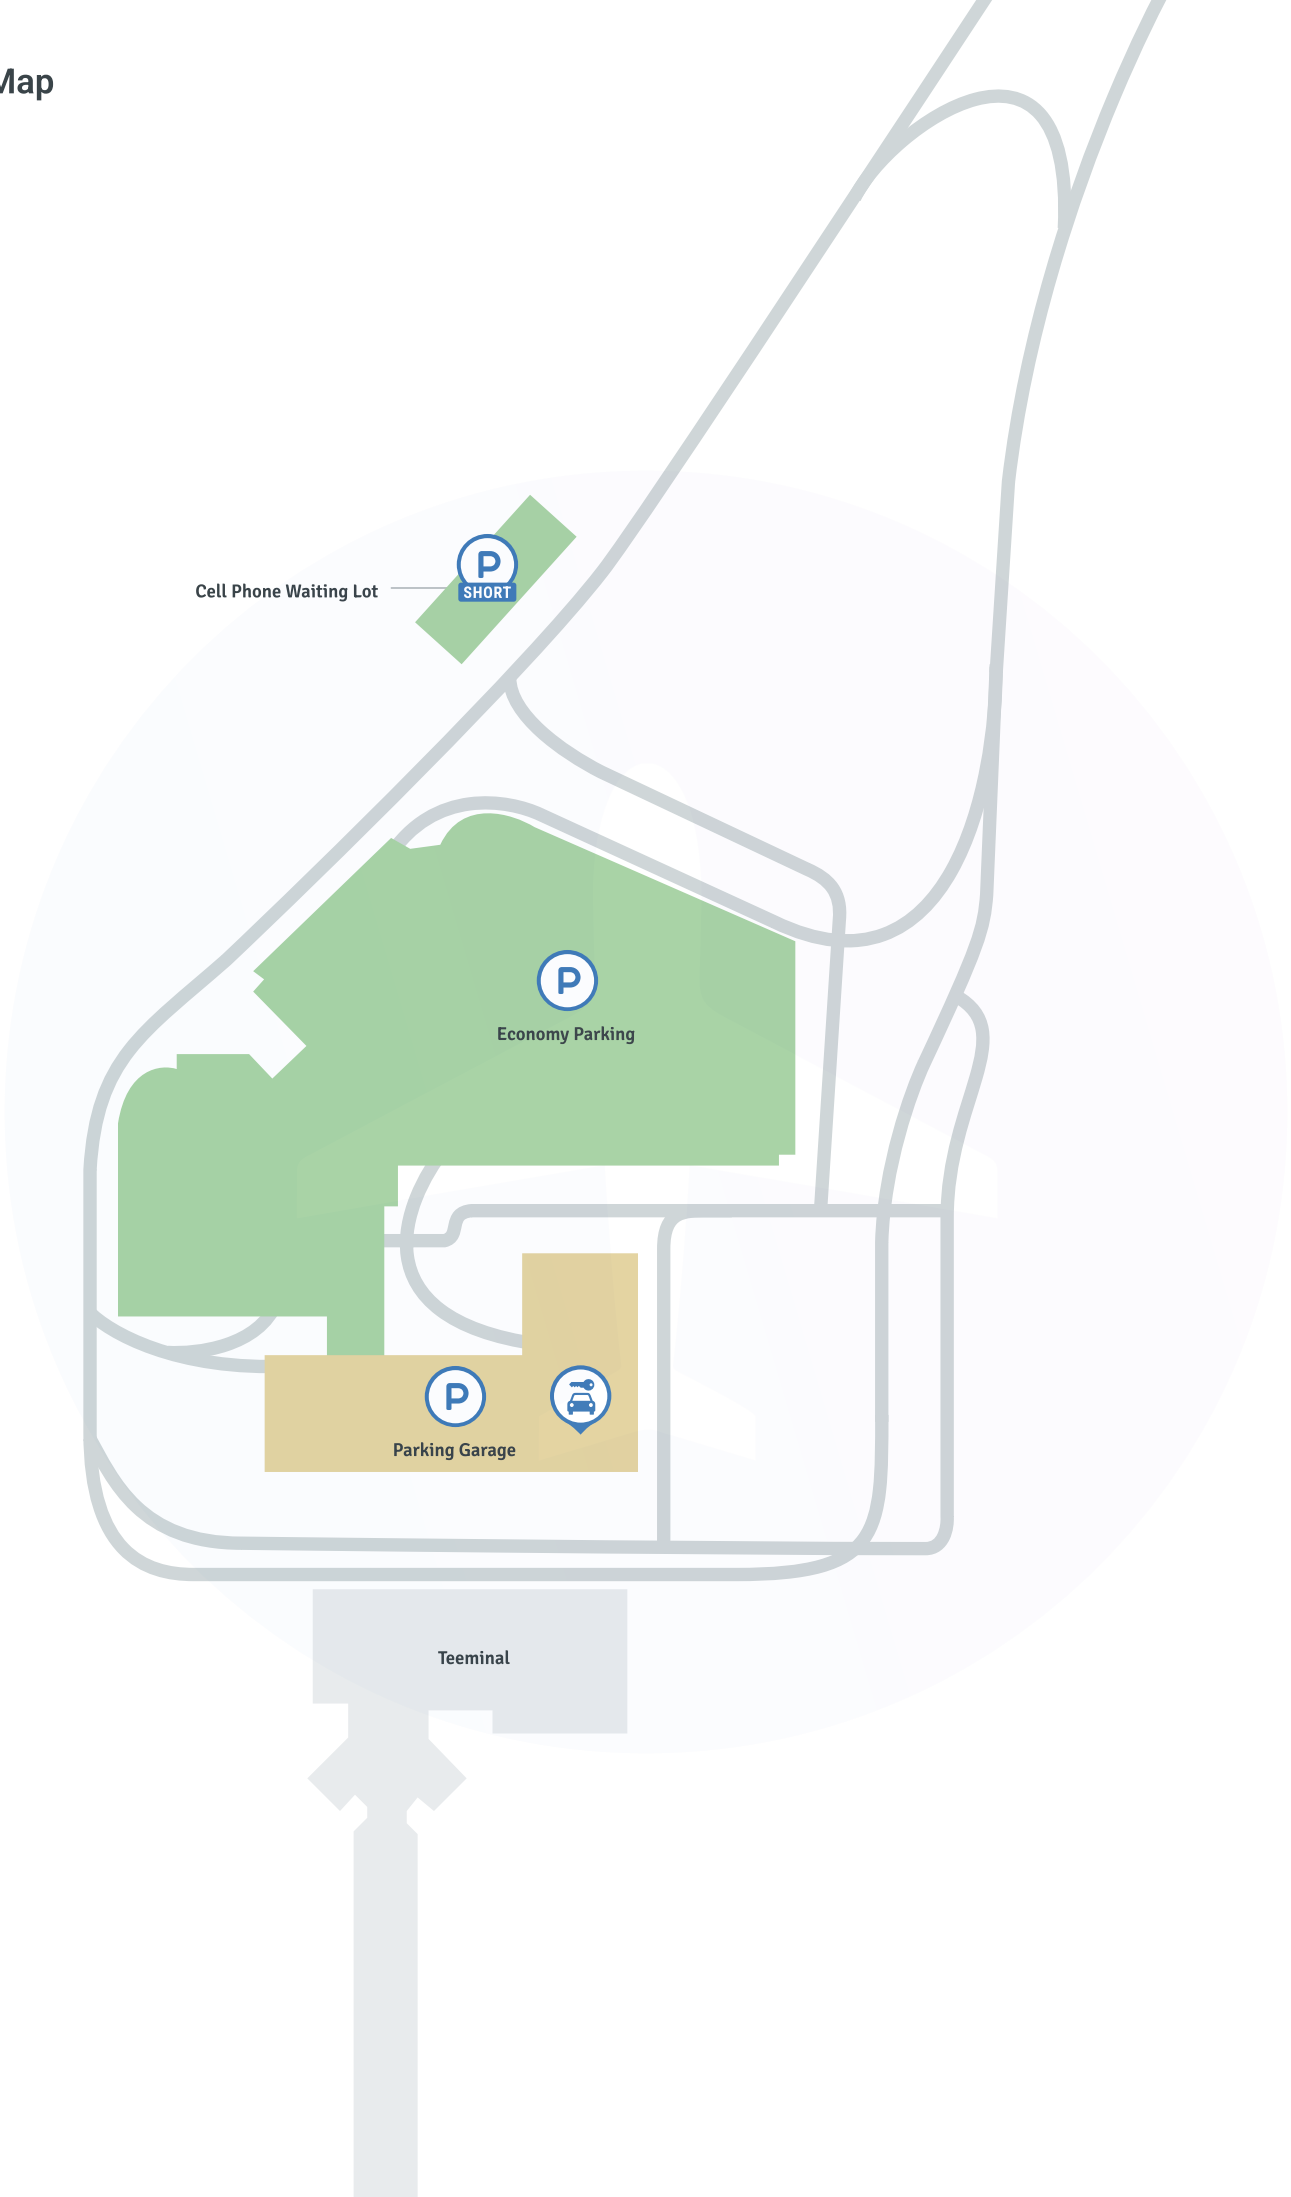 Map
P
SHORT
Cell Phone Waiting Lot
P
Economy Parking
P
Parking Garage
Teeminal